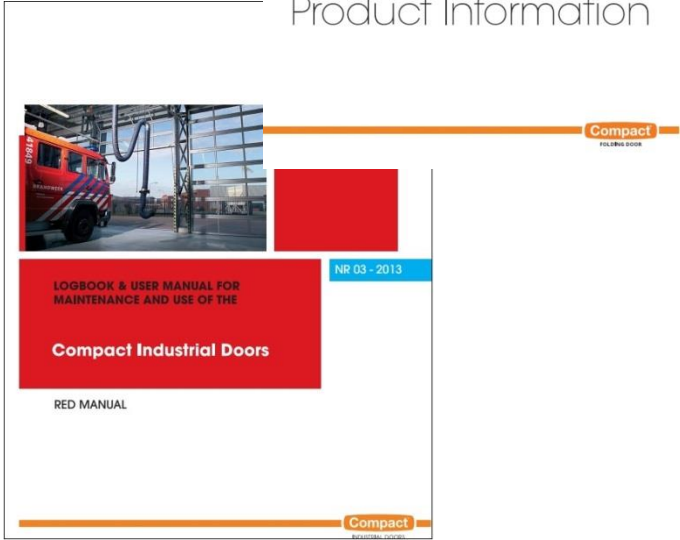 Product Information
Compact
FOLDING DOOR
41849
BRANDWEER
NR 03 - 2013
LOGBOOK & USER MANUAL FOR
MAINTENANCE AND USE OF THE
Compact Industrial Doors
RED MANUAL
Compact
INDUSTRIAL DOORS